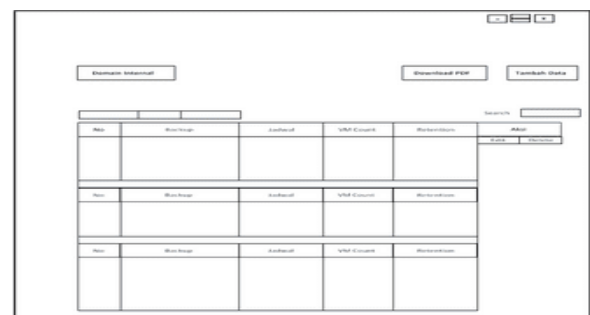 Domain Internal
Download PDF
Tambah Data
Search
No Backup Jadwal VM Count Retention Aksi
Edit Delete
No Backup Jadwal VM Count Retention
No Backup Jadwal VM Count Retention